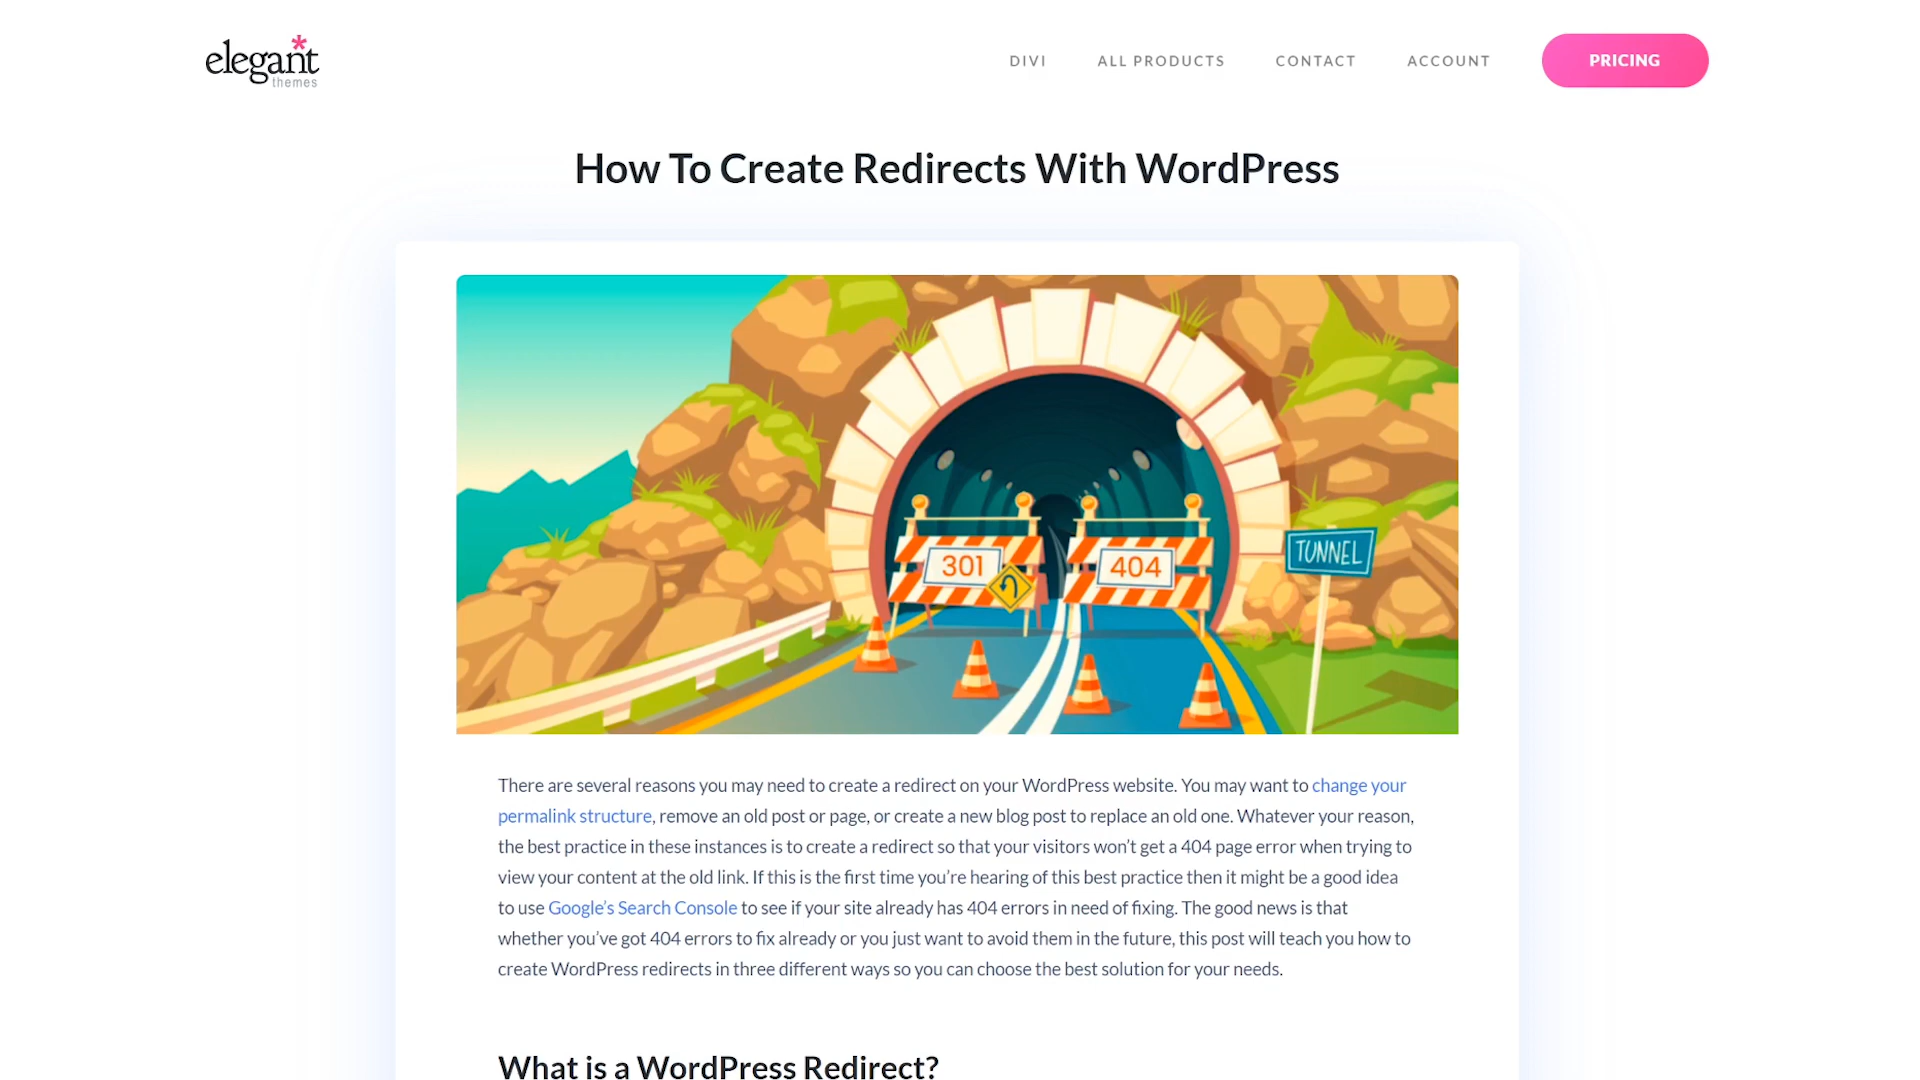 elegant
themes
DIVI
ALL PRODUCTS
CONTACT
ACCOUNT
PRICING
How To Create Redirects With WordPress
301
404
TUNNEL
There are several reasons you may need to create a redirect on your WordPress website. You may want to change your
permalink structure, remove an old post or page, or create a new blog post to replace an old one. Whatever your reason,
the best practice in these instances is to create a redirect so that your visitors won’t get a 404 page error when trying to
view your content at the old link. If this is the first time you’re hearing of this best practice then it might be a good idea
to use Google’s Search Console to see if your site already has 404 errors in need of fixing. The good news is that
whether you’ve got 404 errors to fix already or you just want to avoid them in the future, this post will teach you how to
create WordPress redirects in three different ways so you can choose the best solution for your needs.
What is a WordPress Redirect?